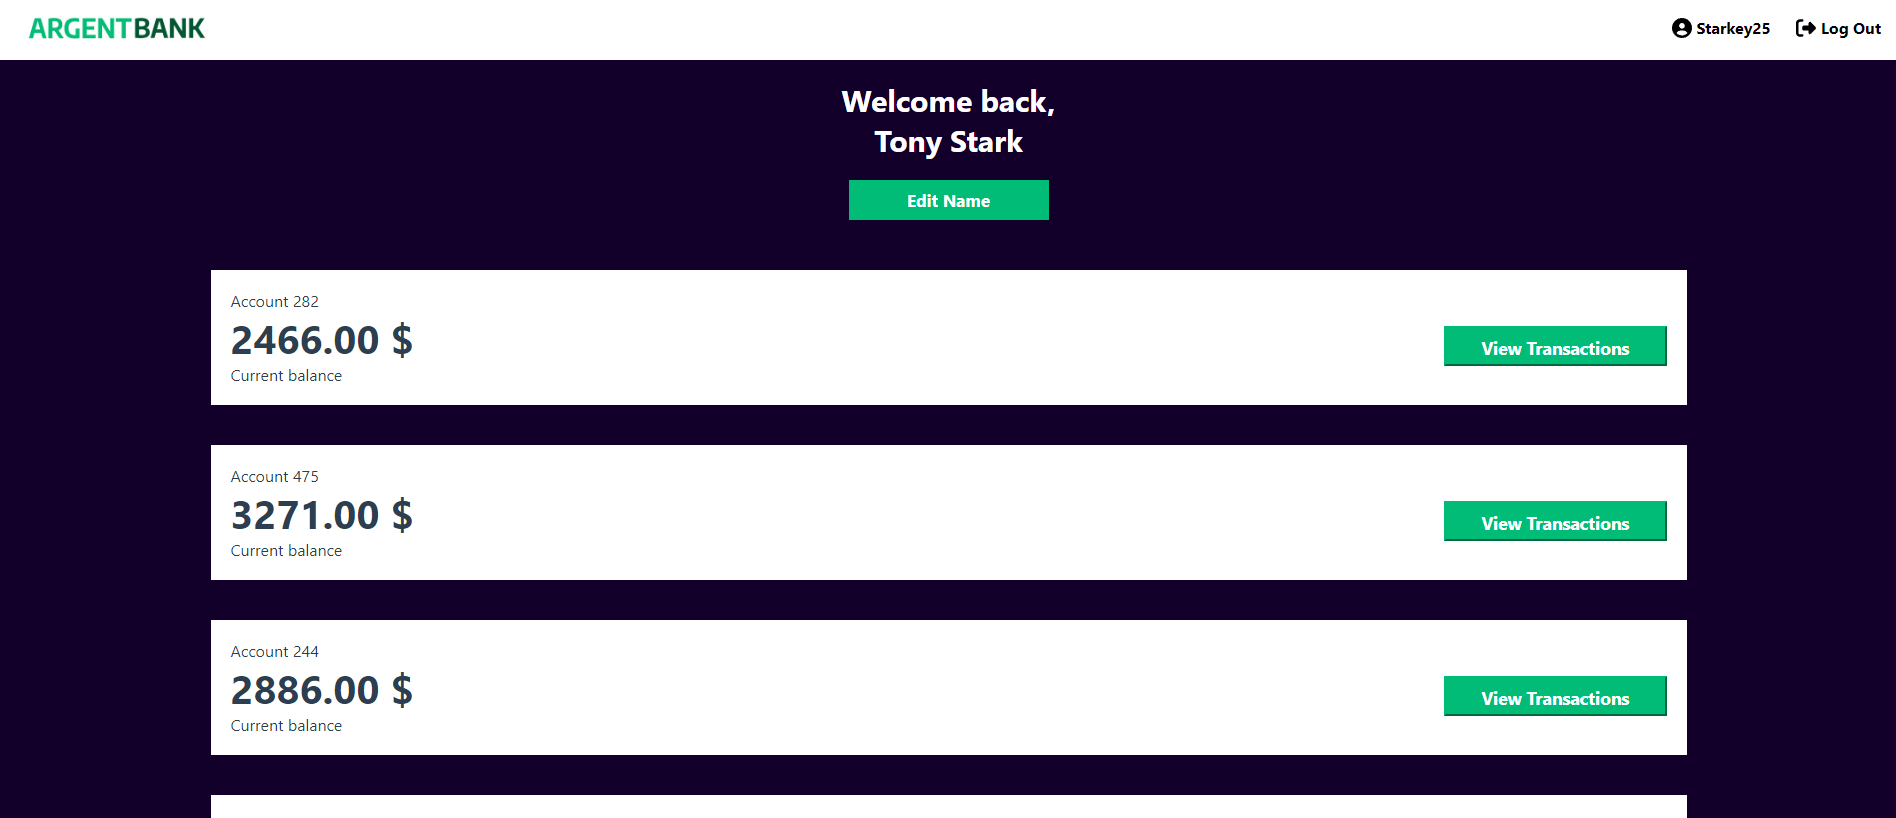 ARGENTBANK
Starkey25 Log Out
Welcome back,
Tony Stark
Edit Name
Account 282
2466.00 $
Current balance
View Transactions
Account 475
3271.00 $
Current balance
View Transactions
Account 244
2886.00 $
Current balance
View Transactions